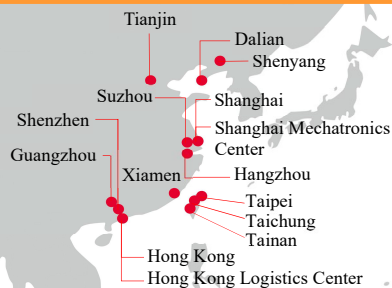 Tianjin
Dalian
Shenyang
Suzhou
Shanghai
Shenzhen
Shanghai Mechatronics
Center
Guangzhou
Xiamen
Hangzhou
Taipei
Taichung
Tainan
Hong Kong
Hong Kong Logistics Center